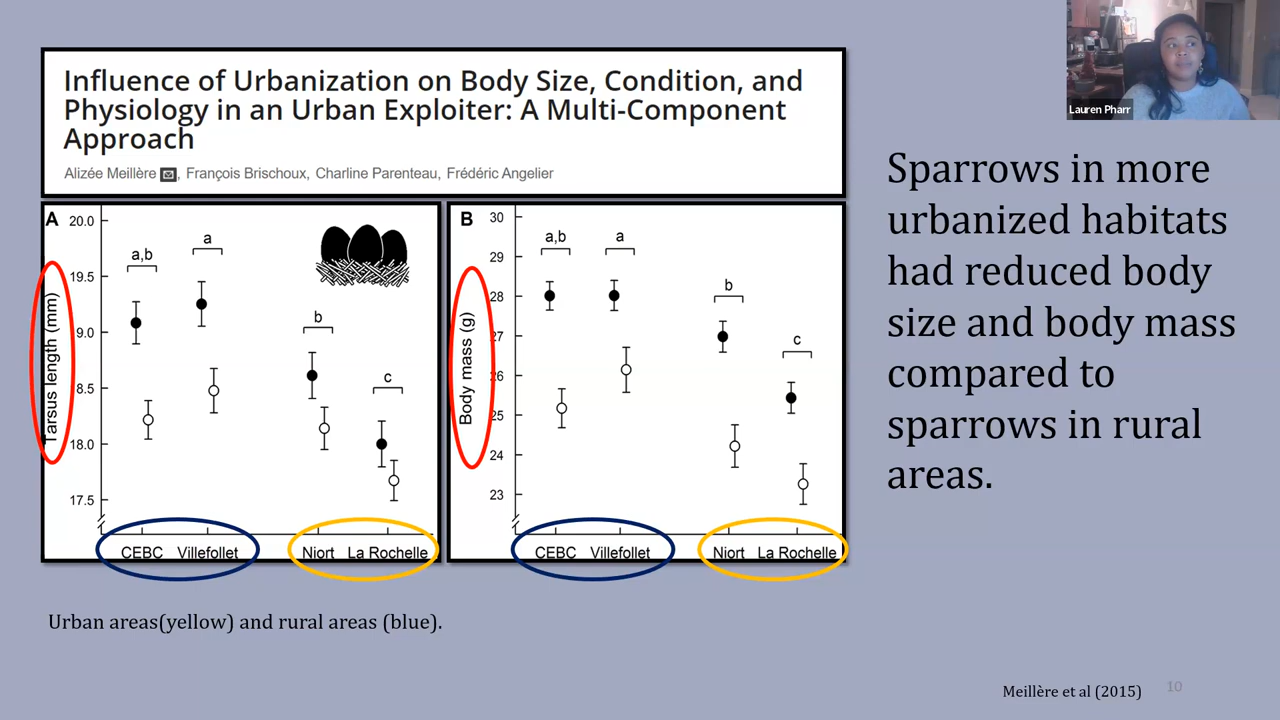 Lauren Pharr
Influence of Urbanization on Body Size, Condition, and
Physiology in an Urban Exploiter: A Multi-Component
Approach
Alizée Meillère , François Brischoux, Charline Parenteau, Frédéric Angelier
A
Tarsus length (mm)
20.0
19.5
19.0
18.5
18.0
17.5
a,b
a
b
c
CEBC Villefollet Niort La Rochelle
B
Body mass (g)
30
29
28
27
26
25
24
23
a,b
a
b
c
CEBC Villefollet Niort La Rochelle
Sparrows in more
urbanized habitats
had reduced body
size and body mass
compared to
sparrows in rural
areas.
Urban areas(yellow) and rural areas (blue).
Meillère et al (2015)
10